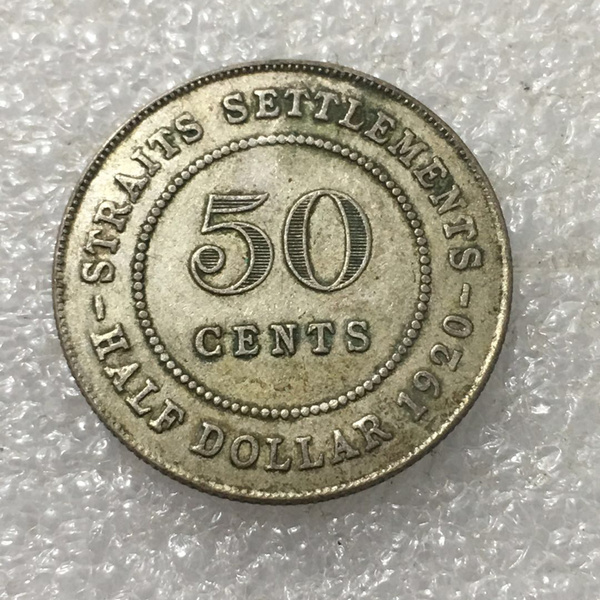 STRAITS SETTLEMENTS
50
CENTS
-HALF DOLLAR 1920-